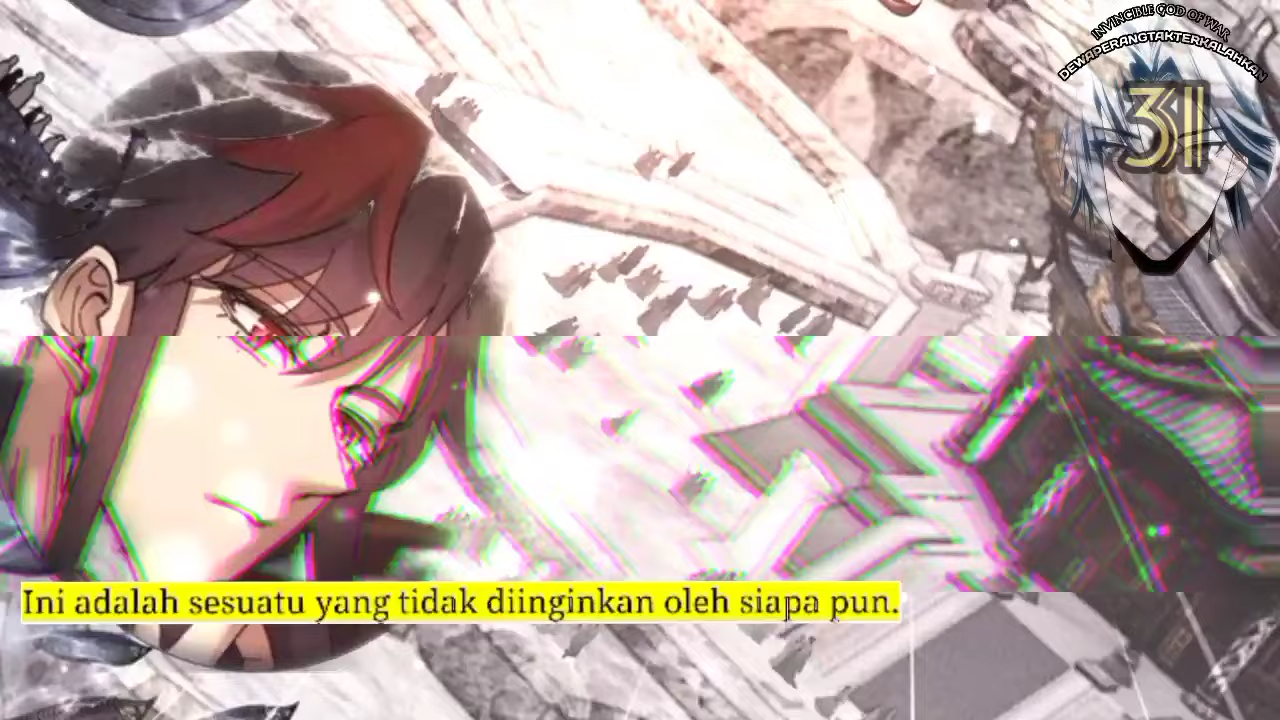 INVINCIBLE GOD OF WAR
DEWAPERANGTAKTERKALAHKAN
31
Ini adalah sesuatu yang tidak diinginkan oleh siapa pun.